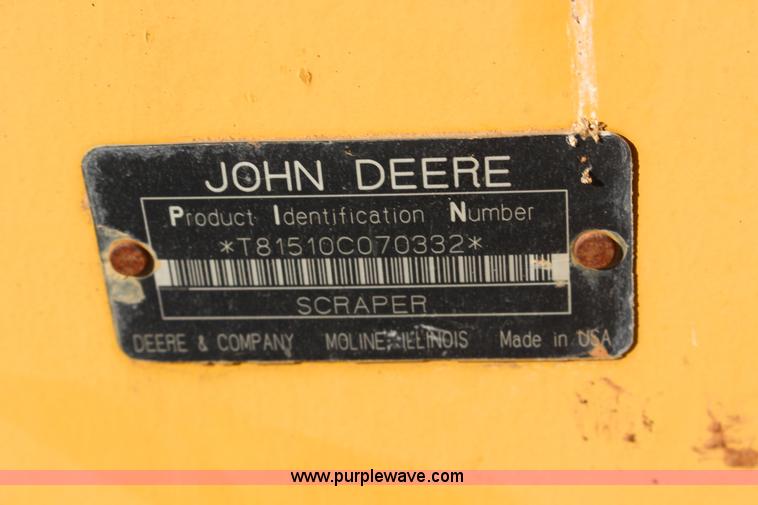 JOHN DEERE
Product Identification Number
*T81510C070332*
SCRAPER
DEERE & COMPANY MOLINE, ILLINOIS Made in USA
www.purplewave.com